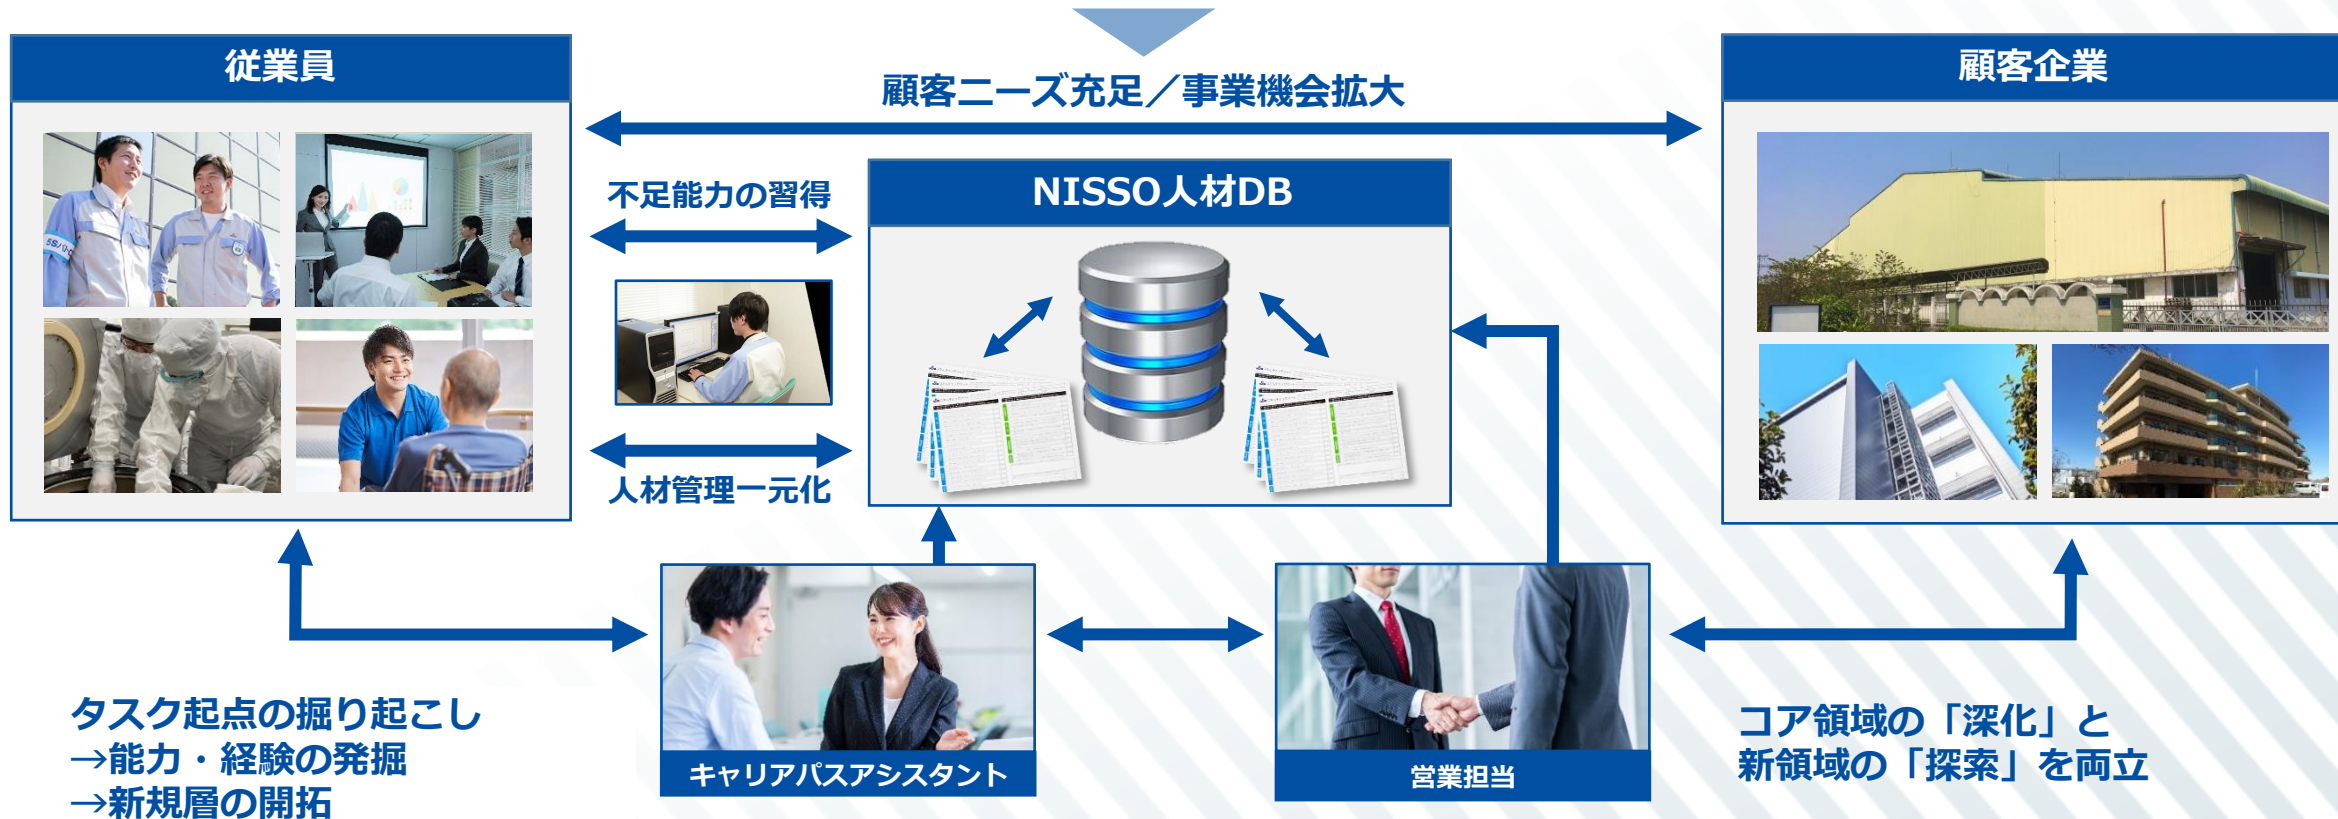 従業員
顧客企業
顧客ニーズ充足／事業機会拡大
不足能力の習得
NISSO人材DB
人材管理一元化
キャリアパスアシスタント
営業担当
タスク起点の掘り起こし
→能力・経験の発掘
→新規層の開拓
コア領域の「深化」と
新領域の「探索」を両立